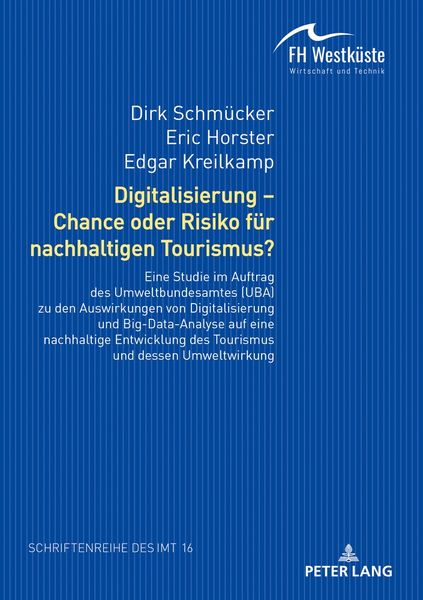 FH Westküste
Wirtschaft und Technik
Dirk Schmücker
Eric Horster
Edgar Kreilkamp
Digitalisierung –
Chance oder Risiko für
nachhaltigen Tourismus?
Eine Studie im Auftrag
des Umweltbundesamtes (UBA)
zu den Auswirkungen von Digitalisierung
und Big-Data-Analyse auf eine
nachhaltige Entwicklung des Tourismus
und dessen Umweltwirkung
SCHRIFTENREIHE DES IMT 16
PETER LANG